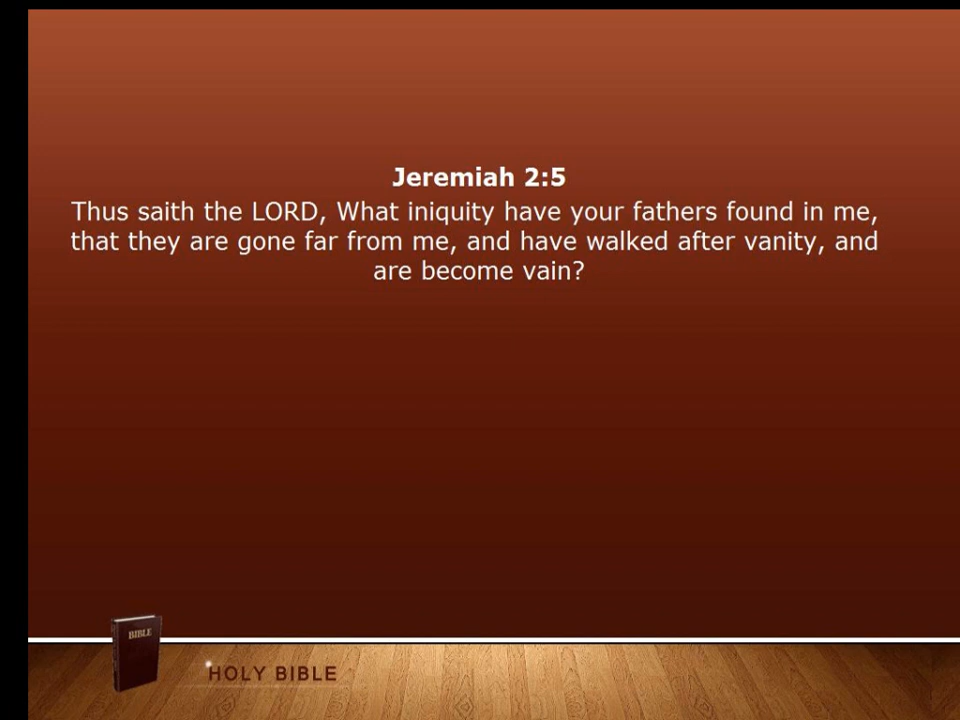 Jeremiah 2:5
Thus saith the LORD, What iniquity have your fathers found in me,
that they are gone far from me, and have walked after vanity, and
are become vain?
BIBLE
HOLY BIBLE